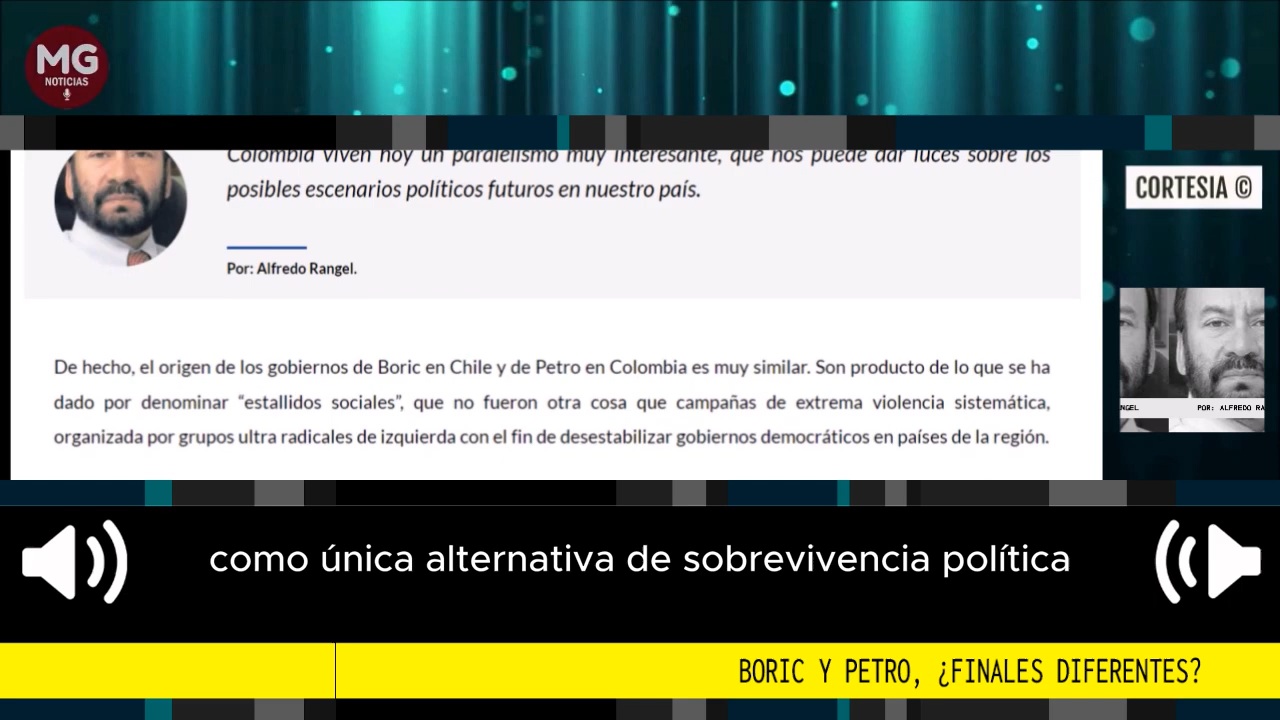 MG
NOTICIAS
Colombia viven hoy un paralelismo muy interesante, que nos puede dar luces sobre los
posibles escenarios políticos futuros en nuestro país.
Por: Alfredo Rangel.
CORTESIA ©
NGEL
POR: ALFREDO RA
De hecho, el origen de los gobiernos de Boric en Chile y de Petro en Colombia es muy similar. Son producto de lo que se ha
dado por denominar “estallidos sociales”, que no fueron otra cosa que campañas de extrema violencia sistemática,
organizada por grupos ultra radicales de izquierda con el fin de desestabilizar gobiernos democráticos en países de la región.
como única alternativa de sobrevivencia política
BORIC Y PETRO, ¿FINALES DIFERENTES?